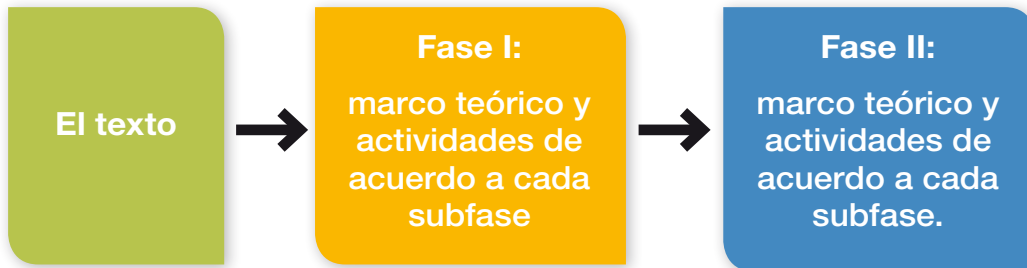 El texto
Fase I:
marco teórico y
actividades de
acuerdo a cada
subfase
Fase II:
marco teórico y
actividades de
acuerdo a cada
subfase.